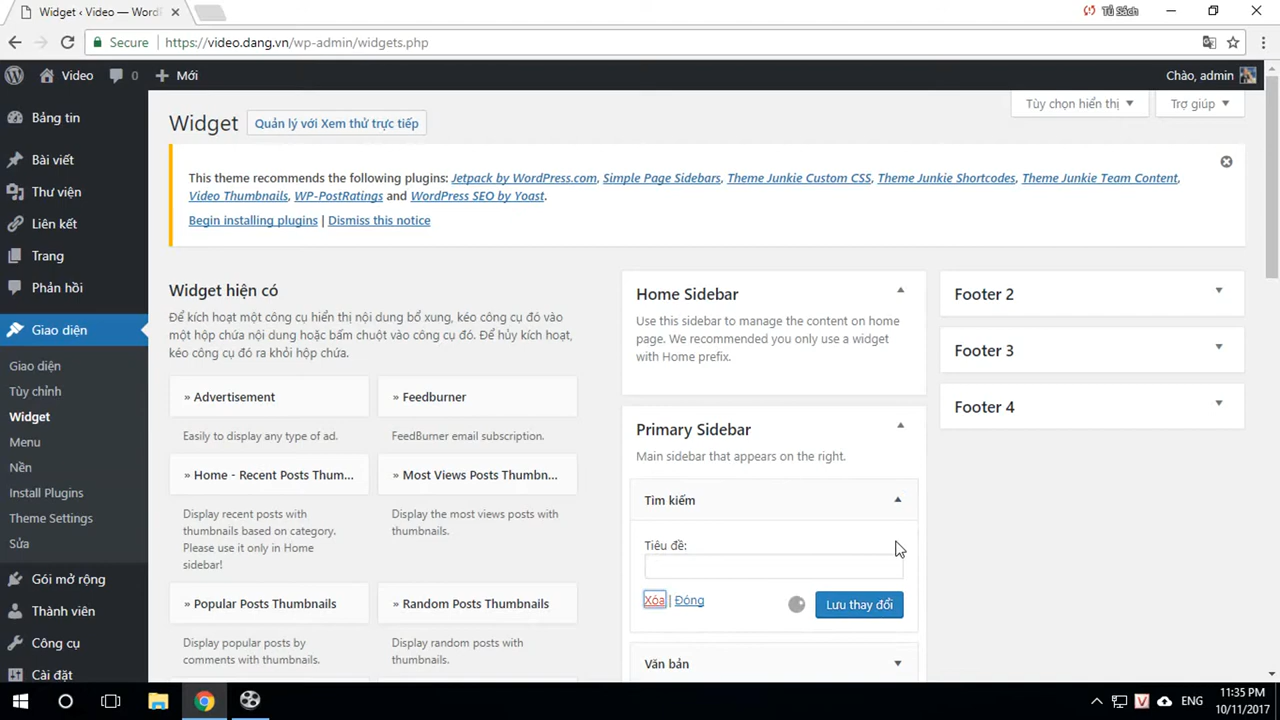 Widget ‹ Video — WordP
Tủ Sách
Secure
https://video.dang.vn/wp-admin/widgets.php
Video
0
Mới
Chào, admin
Bảng tin
Bài viết
Thư viện
Liên kết
Trang
Phản hồi
Giao diện
Giao diện
Tùy chỉnh
Widget
Menu
Nền
Install Plugins
Theme Settings
Sửa
Gói mở rộng
Thành viên
Công cụ
Cài đặt
Tùy chọn hiển thị
Trợ giúp
Widget
Quản lý với Xem thử trực tiếp
This theme recommends the following plugins: Jetpack by WordPress.com, Simple Page Sidebars, Theme Junkie Custom CSS, Theme Junkie Shortcodes, Theme Junkie Team Content,
Video Thumbnails, WP-PostRatings and WordPress SEO by Yoast.
Begin installing plugins | Dismiss this notice
Widget hiện có
Để kích hoạt một công cụ hiển thị nội dung bổ xung, kéo công cụ đó vào
một hộp chứa nội dung hoặc bấm chuột vào công cụ đó. Để hủy kích hoạt,
kéo công cụ đó ra khỏi hộp chứa.
» Advertisement
Easily to display any type of ad.
» Feedburner
FeedBurner email subscription.
» Home - Recent Posts Thum...
Display recent posts with
thumbnails based on category.
Please use it only in Home
sidebar!
» Most Views Posts Thumbn...
Display the most views posts with
thumbnails.
» Popular Posts Thumbnails
Display popular posts by
comments with thumbnails.
» Random Posts Thumbnails
Display random posts with
thumbnails.
Home Sidebar
Use this sidebar to manage the content on home
page. We recommended you only use a widget
with Home prefix.
Primary Sidebar
Main sidebar that appears on the right.
Tìm kiếm
Tiêu đề:
Xóa | Đóng
Lưu thay đổi
Văn bản
Footer 2
Footer 3
Footer 4
ENG
11:35 PM
10/11/2017